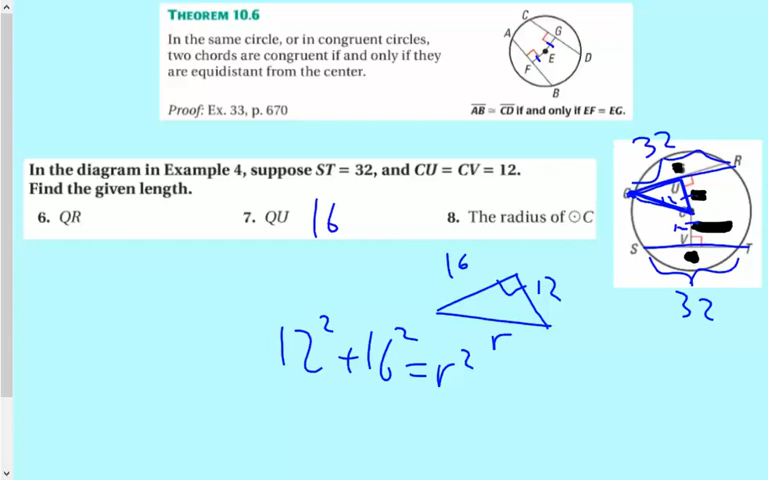 THEOREM 10.6
In the same circle, or in congruent circles,
two chords are congruent if and only if they
are equidistant from the center.
Proof: Ex. 33, p. 670
C
A
G
E
D
F
B
AB ≅ CD if and only if EF = EG.
In the diagram in Example 4, suppose ST = 32, and CU = CV = 12.
Find the given length.
6. QR
7. QU 16
8. The radius of ⊙C
32
R
U
12
C
V
S
T
32
16
12
r
12² + 16² = r²